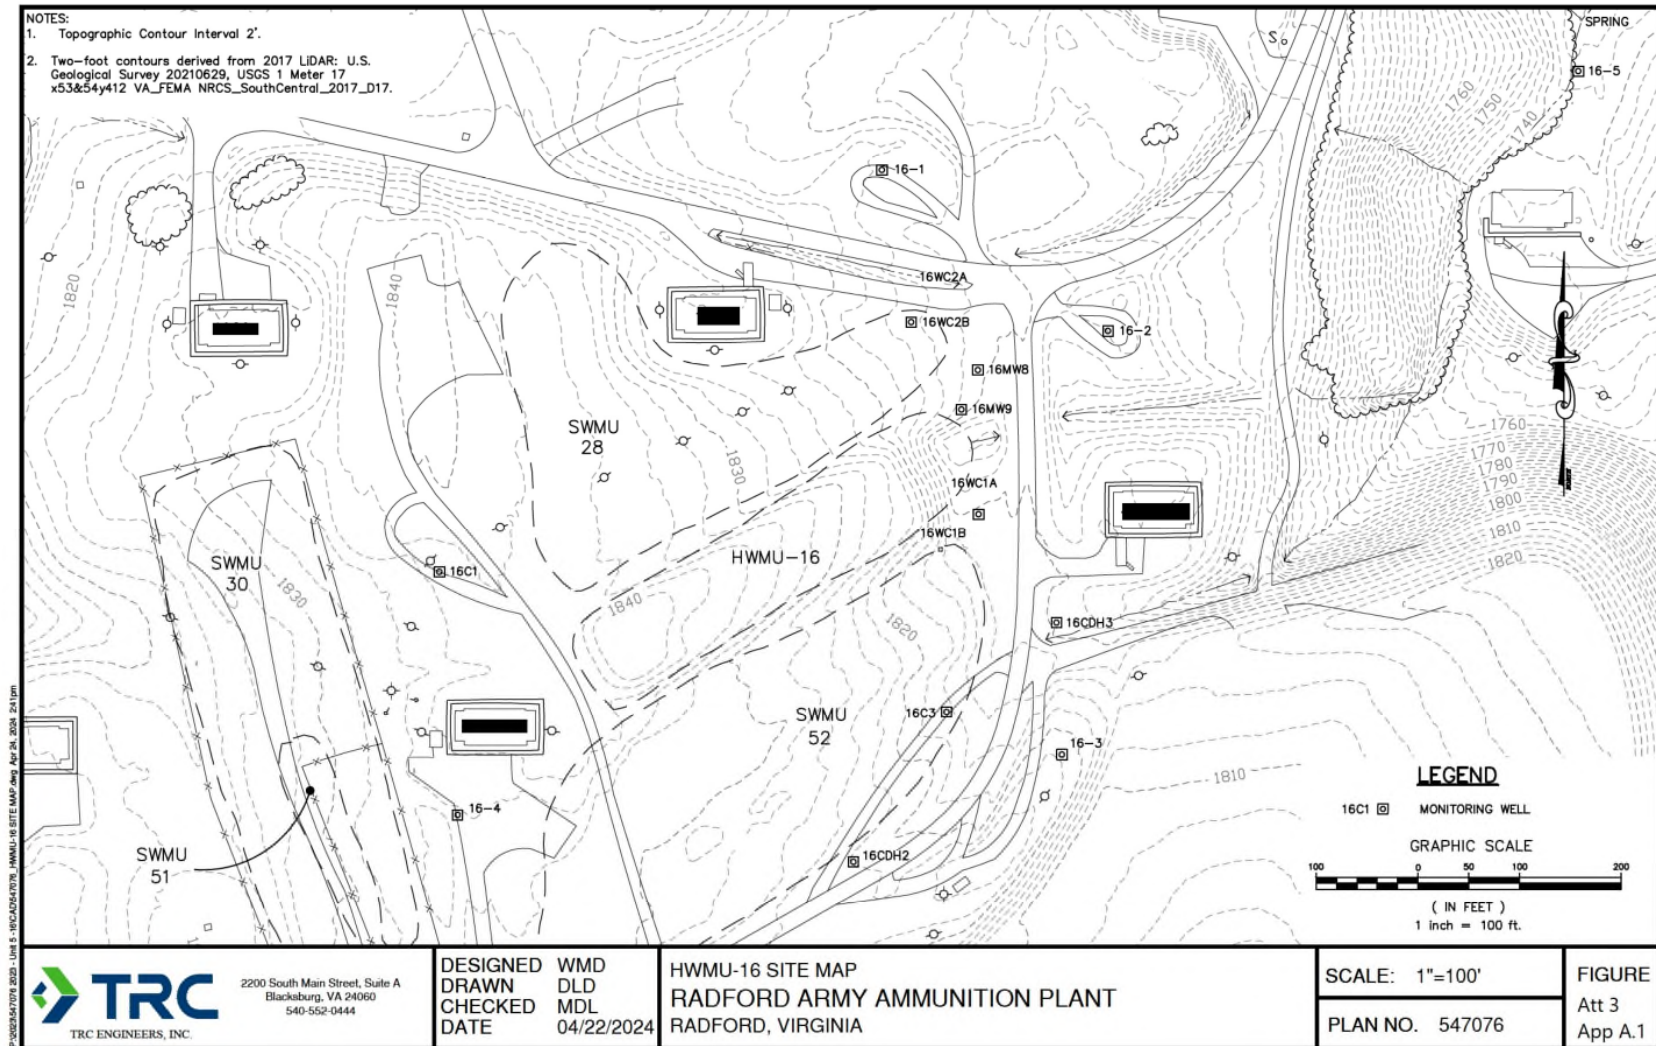 NOTES:
1. Topographic Contour Interval 2'.
2. Two-foot contours derived from 2017 LiDAR: U.S.
Geological Survey 20210629, USGS 1 Meter 17
x53&54y412 VA_FEMA NRCS_SouthCentral_2017_D17.
SPRING
16-5
S
1760
1750
1740
16-1
1820
1840
16WC2A
16WC2B
16-2
16MW8
16MW9
SWMU
28
1830
1760
1770
1780
1790
1800
1810
1820
16WC1A
16WC1B
SWMU
30
HWMU-16
16C1
1830
1840
1820
16CDH3
SWMU
52
16C3
16-3
1810
16-4
SWMU
51
16CDH2
LEGEND
16C1 MONITORING WELL
GRAPHIC SCALE
100 0 50 100 200
( IN FEET )
1 inch = 100 ft.
TRC
TRC ENGINEERS, INC.
2200 South Main Street, Suite A
Blacksburg, VA 24060
540-552-0444
DESIGNED WMD
DRAWN DLD
CHECKED MDL
DATE 04/22/2024
HWMU-16 SITE MAP
RADFORD ARMY AMMUNITION PLANT
RADFORD, VIRGINIA
SCALE: 1"=100'
PLAN NO. 547076
FIGURE
Att 3
App A.1